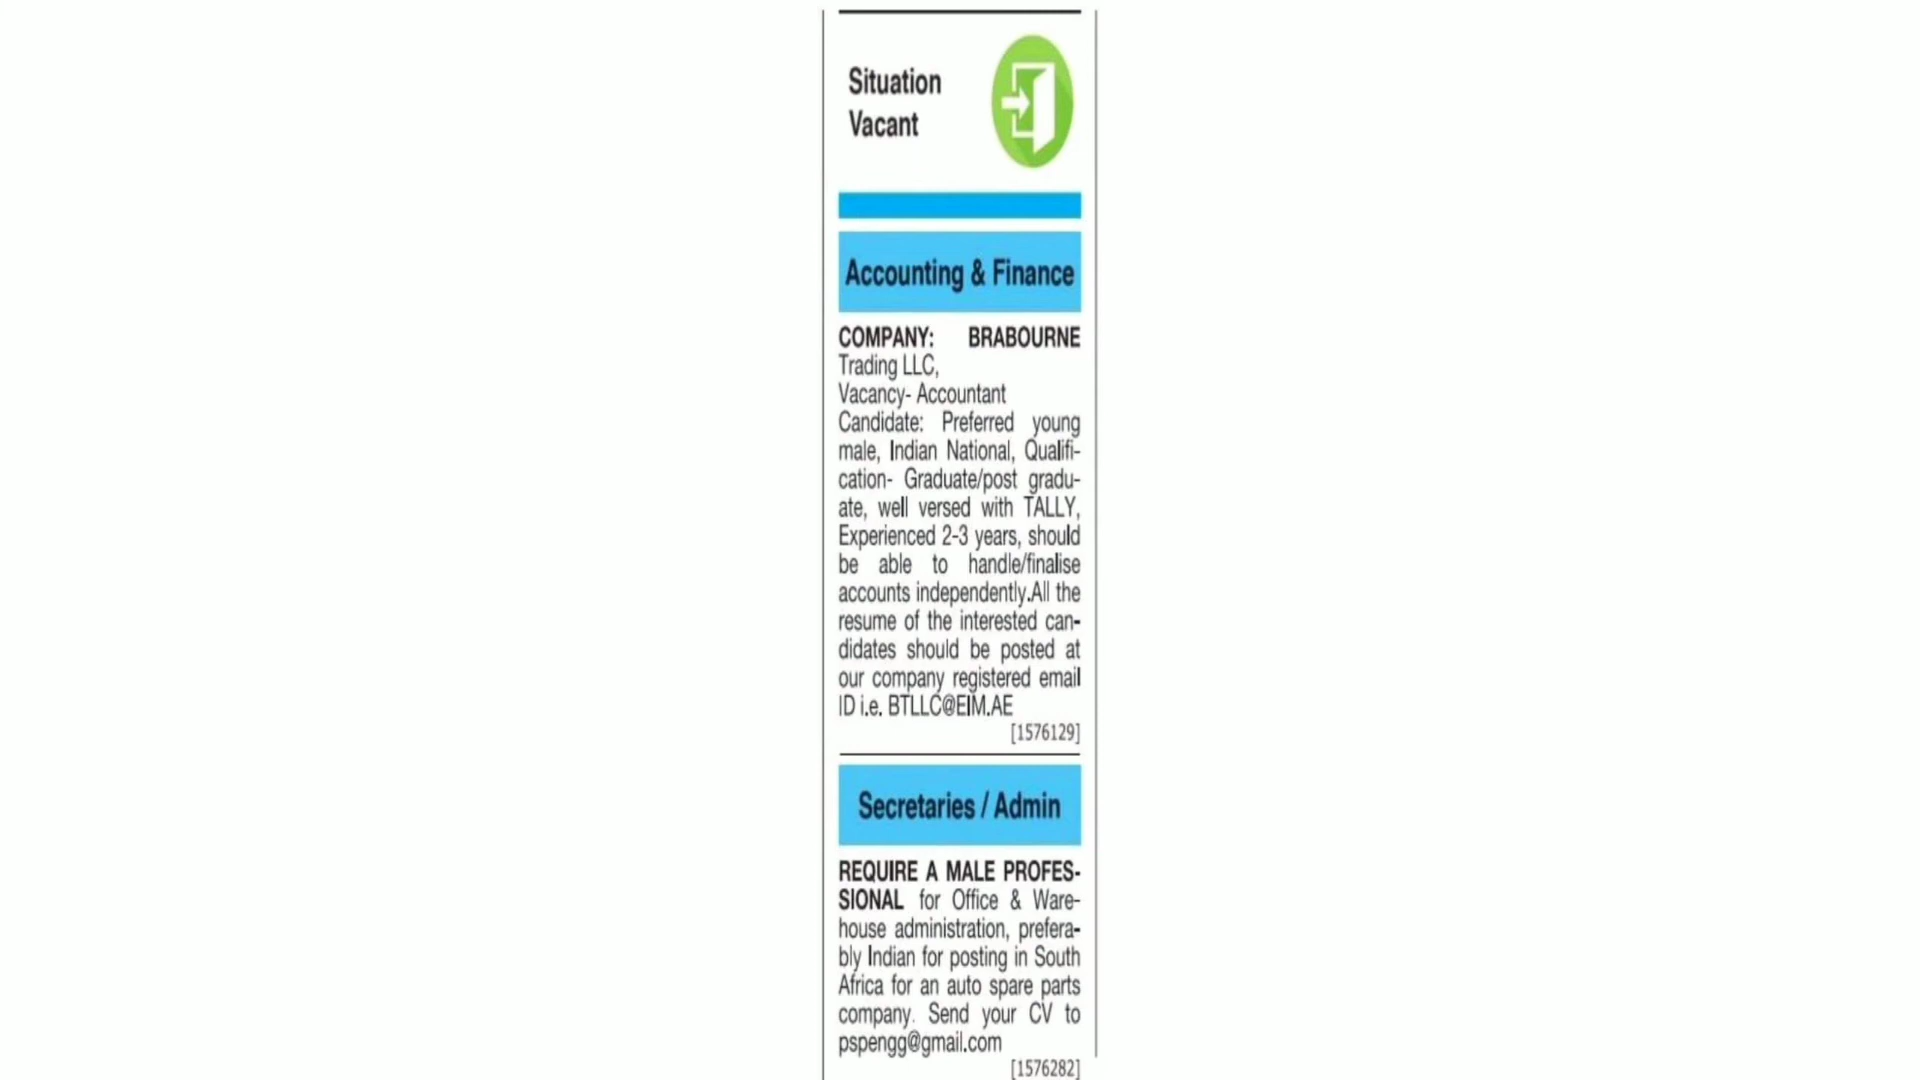 Situation
Vacant
Accounting & Finance
COMPANY: BRABOURNE
Trading LLC,
Vacancy- Accountant
Candidate: Preferred young
male, Indian National, Qualifi-
cation- Graduate/post gradu-
ate, well versed with TALLY,
Experienced 2-3 years, should
be able to handle/finalise
accounts independently.All the
resume of the interested can-
didates should be posted at
our company registered email
ID i.e. BTLLC@EIM.AE
[1576129]
Secretaries / Admin
REQUIRE A MALE PROFES-
SIONAL for Office & Ware-
house administration, prefera-
bly Indian for posting in South
Africa for an auto spare parts
company. Send your CV to
pspengg@gmail.com
[1576282]